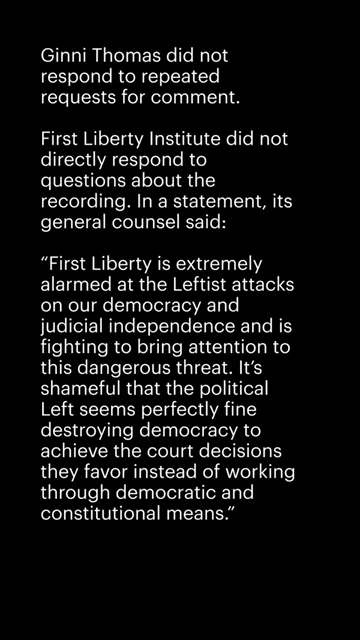 Ginni Thomas did not
respond to repeated
requests for comment.
First Liberty Institute did not
directly respond to
questions about the
recording. In a statement, its
general counsel said:
“First Liberty is extremely
alarmed at the Leftist attacks
on our democracy and
judicial independence and is
fighting to bring attention to
this dangerous threat. It’s
shameful that the political
Left seems perfectly fine
destroying democracy to
achieve the court decisions
they favor instead of working
through democratic and
constitutional means.”